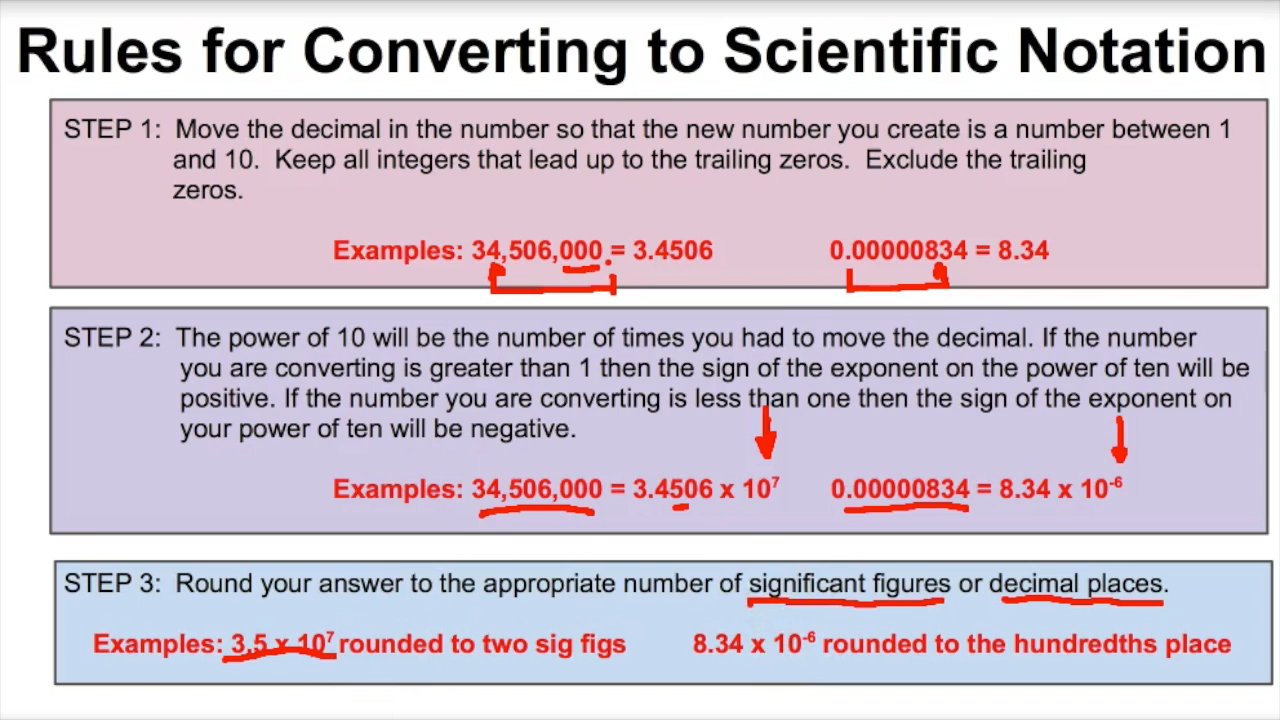 Rules for Converting to Scientific Notation
STEP 1: Move the decimal in the number so that the new number you create is a number between 1
and 10. Keep all integers that lead up to the trailing zeros. Exclude the trailing
zeros.
Examples: 34,506,000 = 3.4506 0.00000834 = 8.34
STEP 2: The power of 10 will be the number of times you had to move the decimal. If the number
you are converting is greater than 1 then the sign of the exponent on the power of ten will be
positive. If the number you are converting is less than one then the sign of the exponent on
your power of ten will be negative.
Examples: 34,506,000 = 3.4506 x 10⁷ 0.00000834 = 8.34 x 10⁻⁶
STEP 3: Round your answer to the appropriate number of significant figures or decimal places.
Examples: 3.5 x 10⁷ rounded to two sig figs 8.34 x 10⁻⁶ rounded to the hundredths place